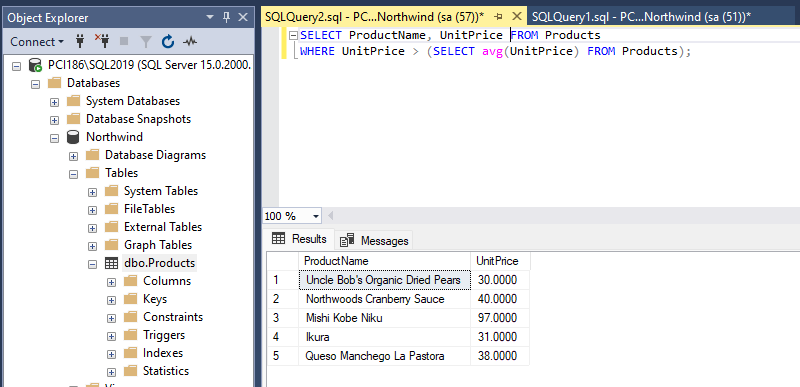 Object Explorer
Connect
PCI186\SQL2019 (SQL Server 15.0.2000.
Databases
System Databases
Database Snapshots
Northwind
Database Diagrams
Tables
System Tables
FileTables
External Tables
Graph Tables
dbo.Products
Columns
Keys
Constraints
Triggers
Indexes
Statistics
SQLQuery2.sql - PC...Northwind (sa (57))*
SQLQuery1.sql - PC...Northwind (sa (51))*
SELECT ProductName, UnitPrice FROM Products
WHERE UnitPrice > (SELECT avg(UnitPrice) FROM Products);
100 %
Results Messages
ProductName UnitPrice
1 Uncle Bob's Organic Dried Pears 30.0000
2 Northwoods Cranberry Sauce 40.0000
3 Mishi Kobe Niku 97.0000
4 Ikura 31.0000
5 Queso Manchego La Pastora 38.0000